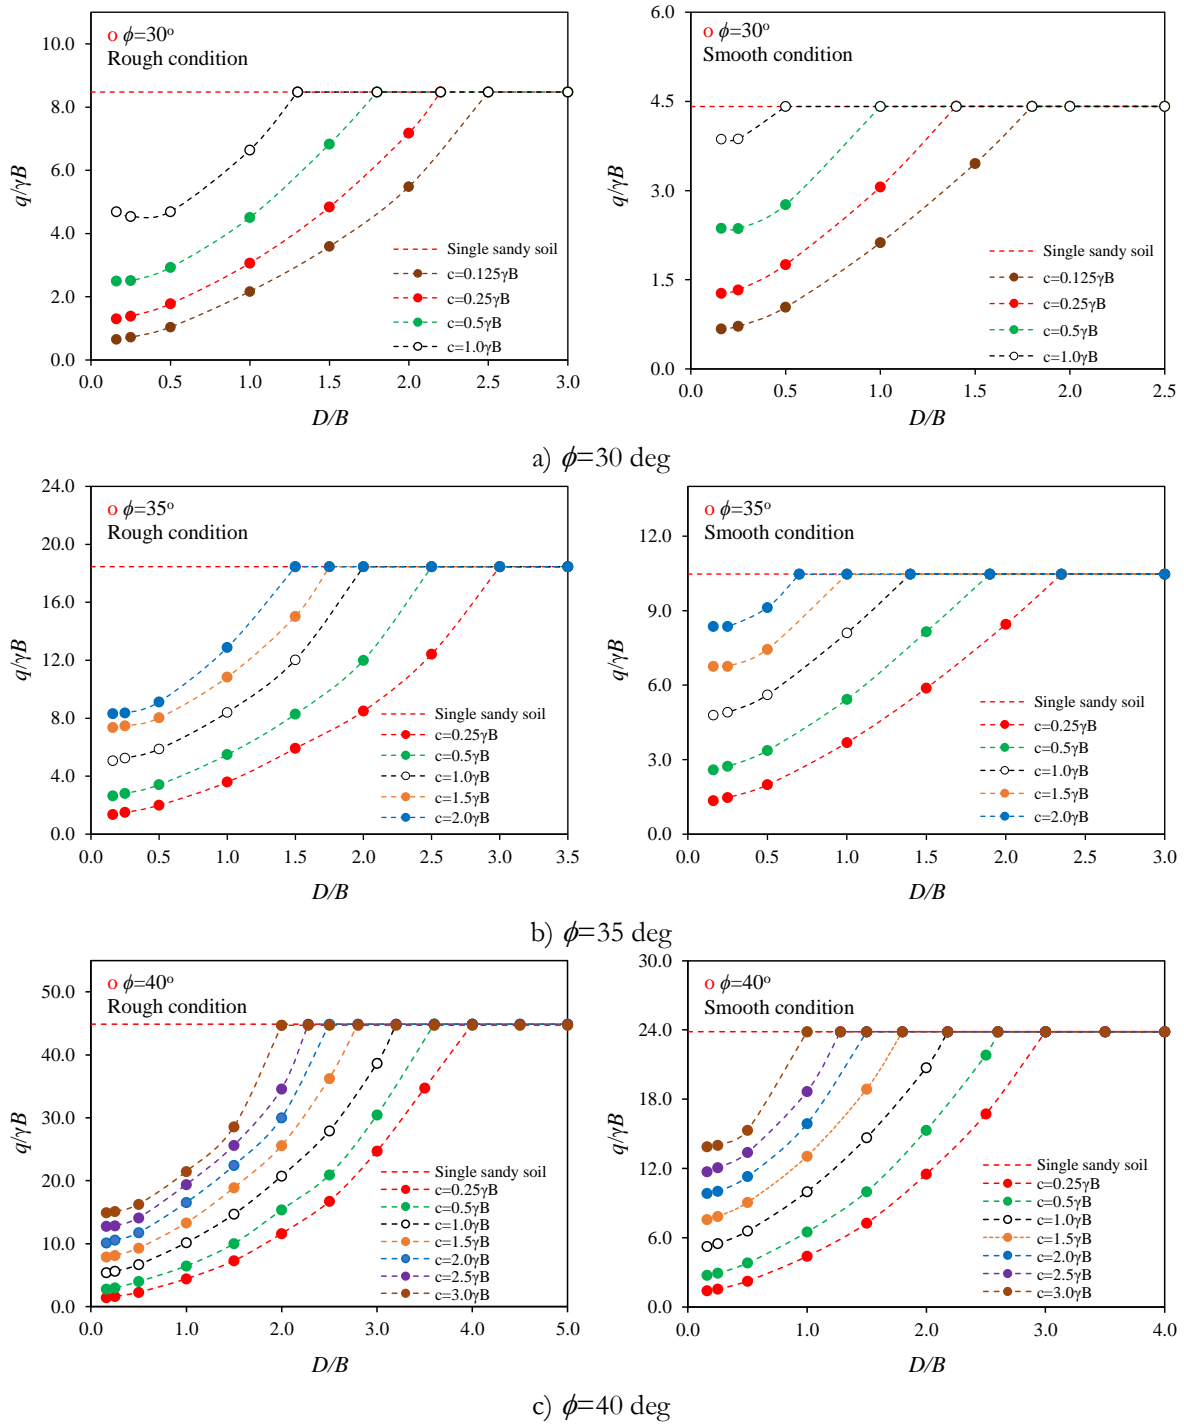 o ϕ=30°
Rough condition
10.0
8.0
6.0
4.0
2.0
0.0
q/γB
Single sandy soil
c=0.125γB
c=0.25γB
c=0.5γB
c=1.0γB
0.0 0.5 1.0 1.5 2.0 2.5 3.0
D/B
o ϕ=30°
Smooth condition
6.0
4.5
3.0
1.5
0.0
q/γB
Single sandy soil
c=0.125γB
c=0.25γB
c=0.5γB
c=1.0γB
0.0 0.5 1.0 1.5 2.0 2.5
D/B
a) ϕ=30 deg
o ϕ=35°
Rough condition
24.0
20.0
16.0
12.0
8.0
4.0
0.0
q/γB
Single sandy soil
c=0.25γB
c=0.5γB
c=1.0γB
c=1.5γB
c=2.0γB
0.0 0.5 1.0 1.5 2.0 2.5 3.0 3.5
D/B
o ϕ=35°
Smooth condition
12.0
9.0
6.0
3.0
0.0
q/γB
Single sandy soil
c=0.25γB
c=0.5γB
c=1.0γB
c=1.5γB
c=2.0γB
0.0 0.5 1.0 1.5 2.0 2.5 3.0
D/B
b) ϕ=35 deg
o ϕ=40°
Rough condition
50.0
40.0
30.0
20.0
10.0
0.0
q/γB
Single sandy soil
c=0.25γB
c=0.5γB
c=1.0γB
c=1.5γB
c=2.0γB
c=2.5γB
c=3.0γB
0.0 1.0 2.0 3.0 4.0 5.0
D/B
o ϕ=40°
Smooth condition
30.0
24.0
18.0
12.0
6.0
0.0
q/γB
Single sandy soil
c=0.25γB
c=0.5γB
c=1.0γB
c=1.5γB
c=2.0γB
c=2.5γB
c=3.0γB
0.0 1.0 2.0 3.0 4.0
D/B
c) ϕ=40 deg